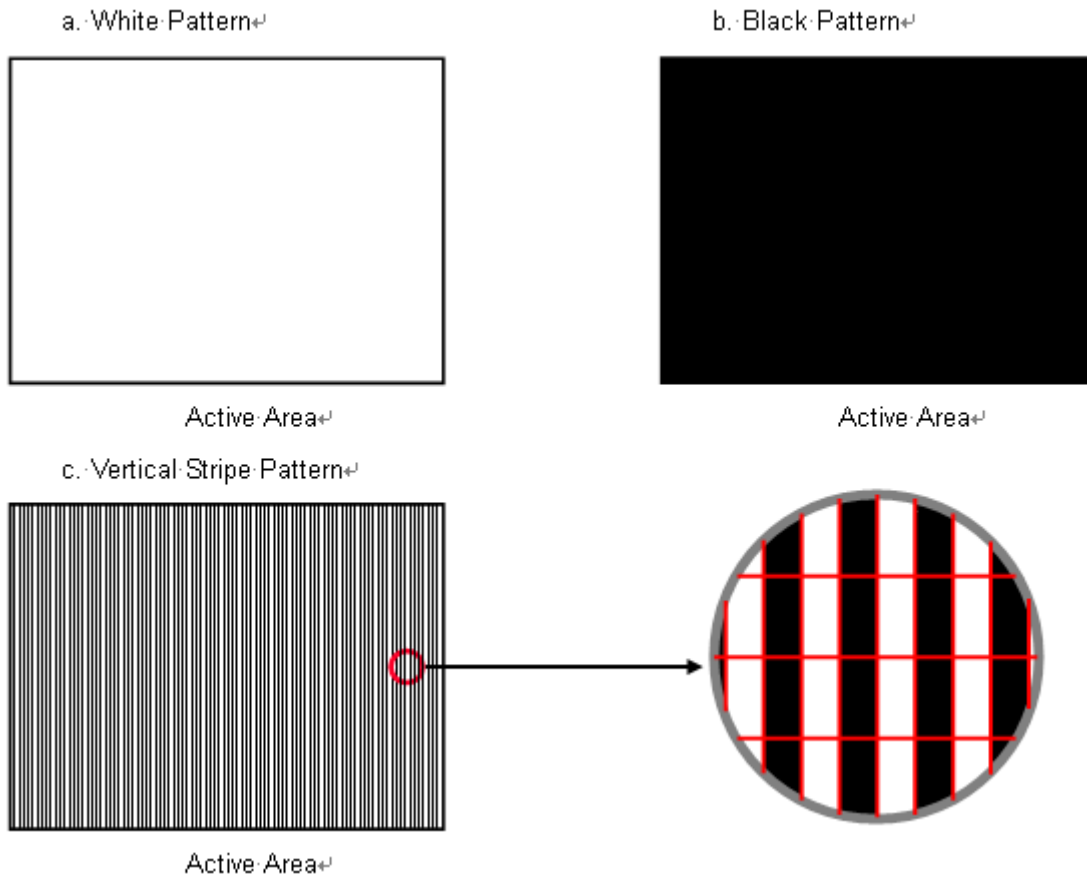 a. White Pattern↵
b. Black Pattern↵
Active Area↵
Active Area↵
c. Vertical Stripe Pattern↵
Active Area↵